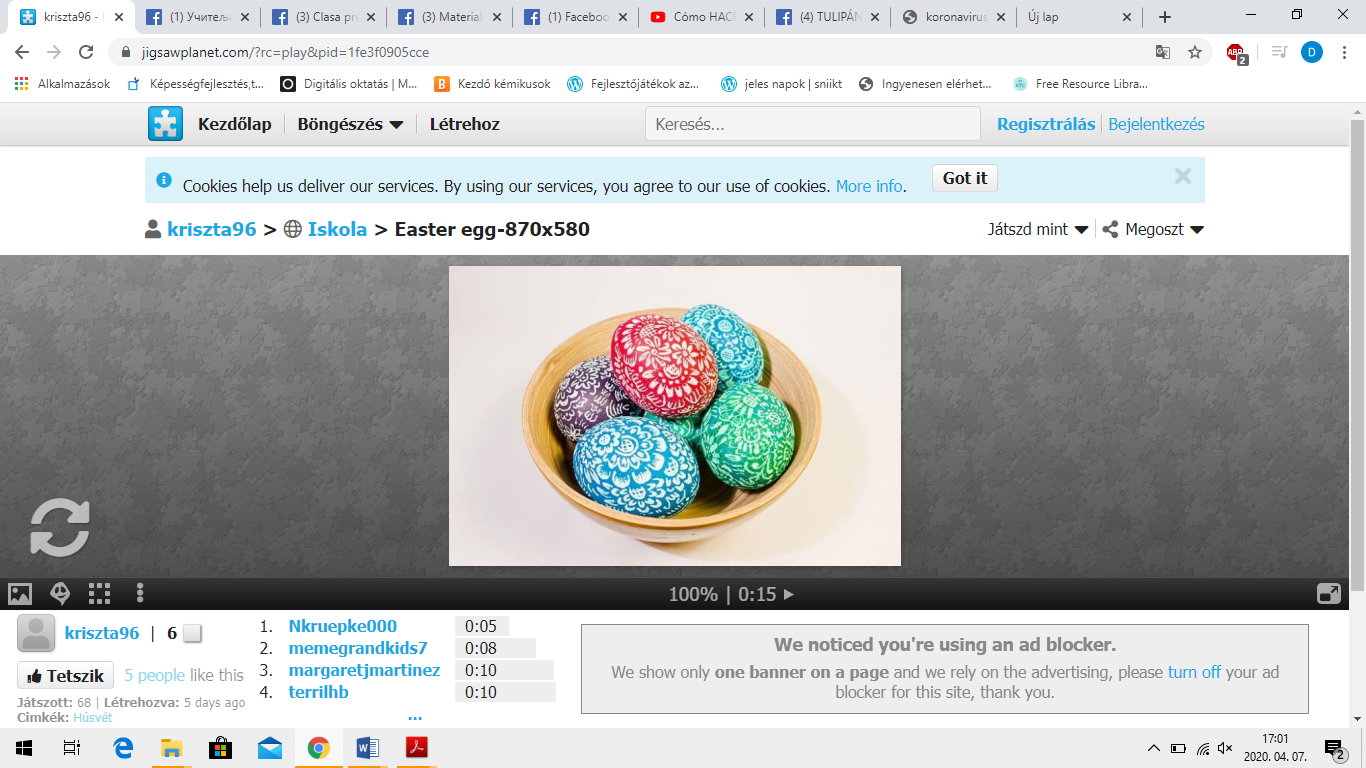 kriszta96 - 
(1) Учитель
(3) Clasa pr
(3) Material
(1) Faceboo
Cómo HACE
(4) TULIPÁN
koronavirus
Új lap
jigsawplanet.com/?rc=play&pid=1fe3f0905cce
ABP
2
D
Alkalmazások
Képességfejlesztés,t...
Digitális oktatás | M...
Kezdő kémikusok
Fejlesztőjátékok az...
jeles napok | sniikt
Ingyenesen elérhet...
Free Resource Libra...
Kezdőlap
Böngészés
Létrehoz
Keresés...
Regisztrálás
Bejelentkezés
Cookies help us deliver our services. By using our services, you agree to our use of cookies. More info.
Got it
kriszta96 > Iskola > Easter egg-870x580
Játszd mint
Megoszt
100% | 0:15
kriszta96 | 6
Tetszik
5 people like this
Játszott: 68 | Létrehozva: 5 days ago
Cimkék: Húsvét
1. Nkruepke000 0:05
2. memegrandkids7 0:08
3. margaretjmartinez 0:10
4. terrilhb 0:10
...
We noticed you're using an ad blocker.
We show only one banner on a page and we rely on the advertising, please turn off your ad
blocker for this site, thank you.
17:01
2020. 04. 07.
2